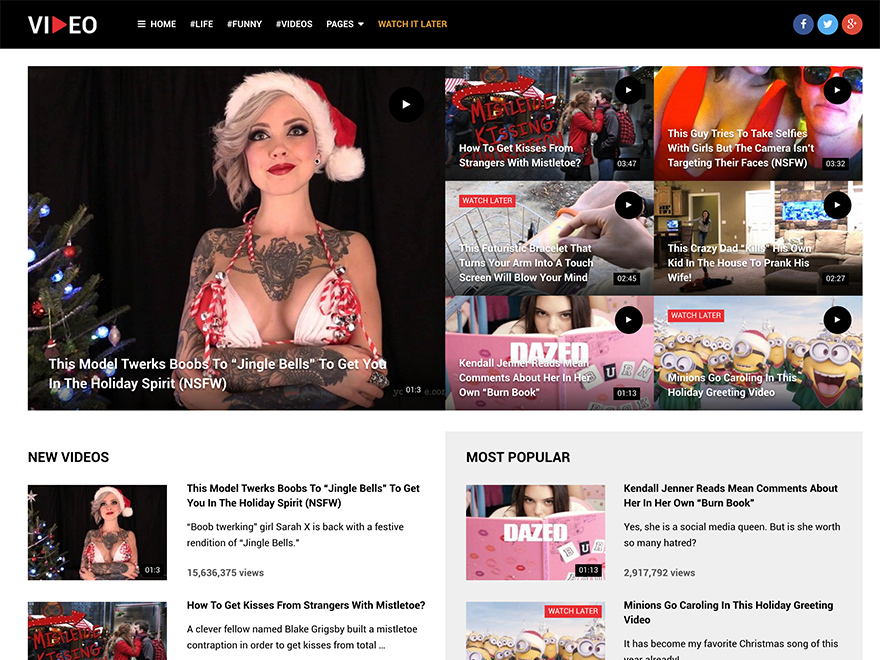 VIDEO
HOME
#LIFE
#FUNNY
#VIDEOS
PAGES
WATCH IT LATER
This Model Twerks Boobs To “Jingle Bells” To Get You
In The Holiday Spirit (NSFW)
01:3
MISTLETOE
KISSING
How To Get Kisses From
Strangers With Mistletoe?
03:47
This Guy Tries To Take Selfies
With Girls But The Camera Isn’t
Targeting Their Faces (NSFW)
03:32
WATCH LATER
This Futuristic Bracelet That
Turns Your Arm Into A Touch
Screen Will Blow Your Mind
02:45
This Crazy Dad “Kills” His Own
Kid In The House To Prank His
Wife!
02:27
DAZED
BURN
Kendall Jenner Reads Mean
Comments About Her In Her
Own “Burn Book”
01:13
WATCH LATER
Minions Go Caroling In This
Holiday Greeting Video
NEW VIDEOS
01:3
This Model Twerks Boobs To “Jingle Bells” To Get
You In The Holiday Spirit (NSFW)
“Boob twerking” girl Sarah X is back with a festive
rendition of “Jingle Bells.”
15,636,375 views
MISTLETOE
KISSING
How To Get Kisses From Strangers With Mistletoe?
A clever fellow named Blake Grigsby built a mistletoe
contraption in order to get kisses from total ...
MOST POPULAR
DAZED
BURN
01:13
Kendall Jenner Reads Mean Comments About
Her In Her Own “Burn Book”
Yes, she is a social media queen. But is she worth
so many hatred?
2,917,792 views
WATCH LATER
Minions Go Caroling In This Holiday Greeting
Video
It has become my favorite Christmas song of this
year already!